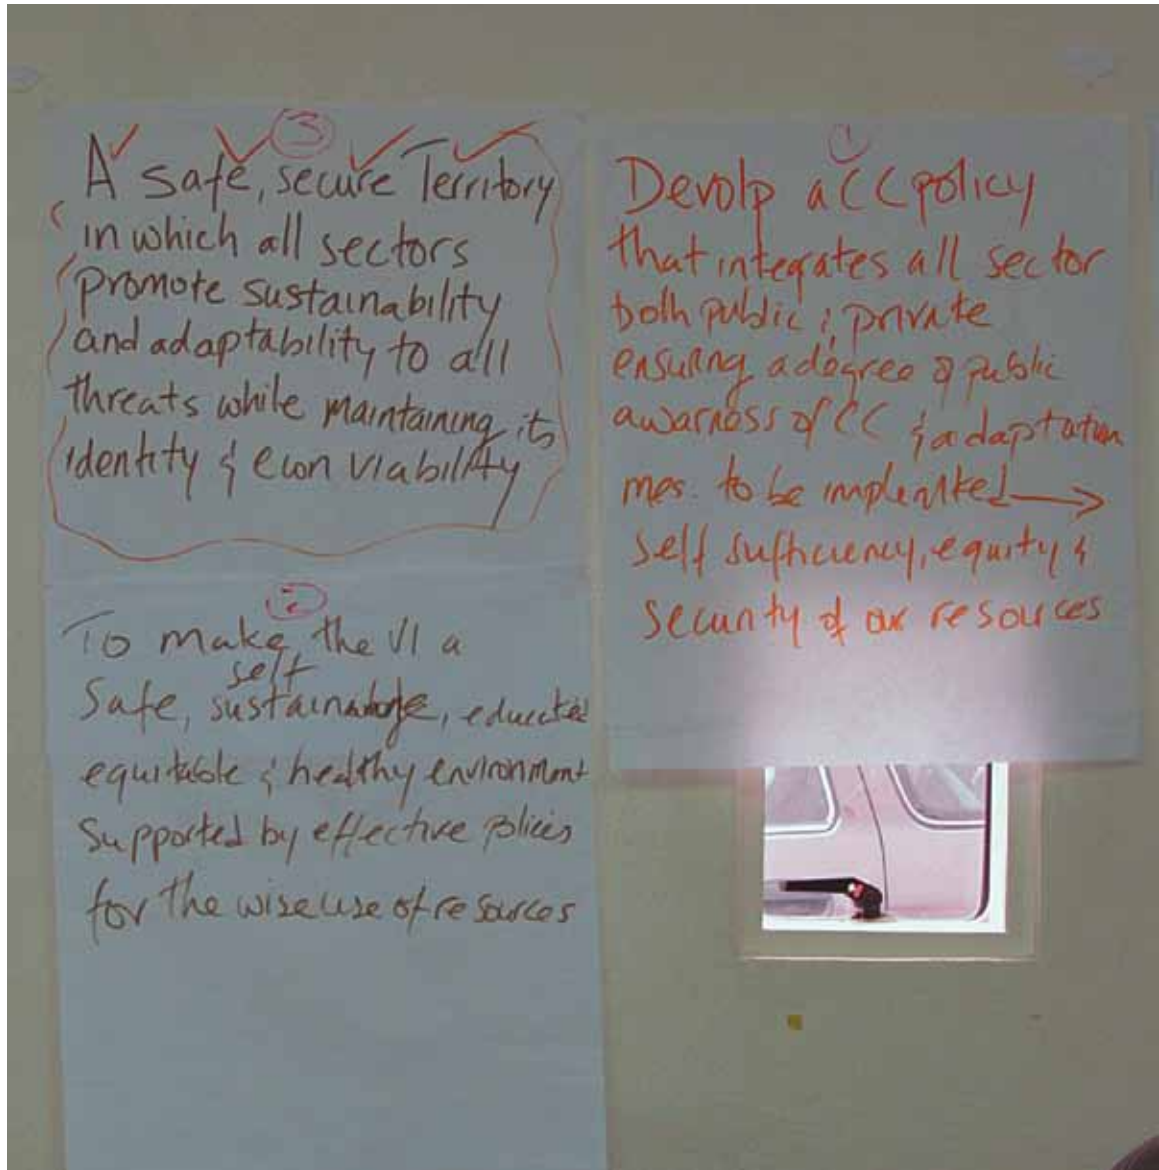 3
A safe, secure Territory
in which all sectors
promote sustainability
and adaptability to all
threats while maintaining its
identity & econ viability
2
To make the VI a
self
Safe, sustainable, educated
equitable & healthy environment
supported by effective policies
for the wise use of resources
1
Devolp a CC policy
that integrates all sector
both public & private
ensuring a degree of public
awarness of CC & adaptation
mes. to be implemented →
self sufficiency, equity &
security of our resources